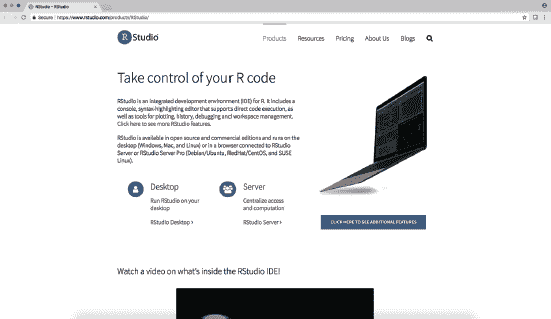 RStudio – RStudio
Secure https://www.rstudio.com/products/RStudio/
R Studio
Products Resources Pricing About Us Blogs
Take control of your R code
RStudio is an integrated development environment (IDE) for R. It includes a
console, syntax-highlighting editor that supports direct code execution, as
well as tools for plotting, history, debugging and workspace management.
Click here to see more RStudio features.
RStudio is available in open source and commercial editions and runs on the
desktop (Windows, Mac, and Linux) or in a browser connected to RStudio
Server or RStudio Server Pro (Debian/Ubuntu, RedHat/CentOS, and SUSE
Linux).
Desktop
Run RStudio on your
desktop
RStudio Desktop >
Server
Centralize access
and computation
RStudio Server >
CLICK HERE TO SEE ADDITIONAL FEATURES
Watch a video on what's inside the RStudio IDE!